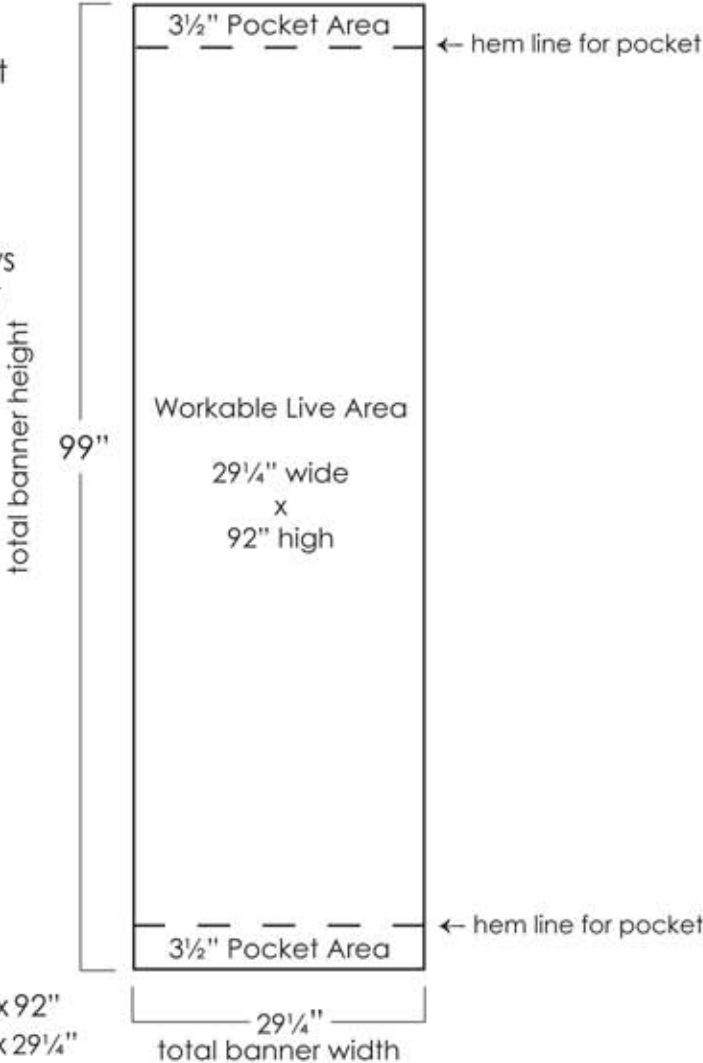 3½” Pocket Area
← hem line for pocket
total banner height
99”
Workable Live Area
29¼” wide
x
92” high
← hem line for pocket
3½” Pocket Area
x 92”
x 29¼”
29¼”
total banner width